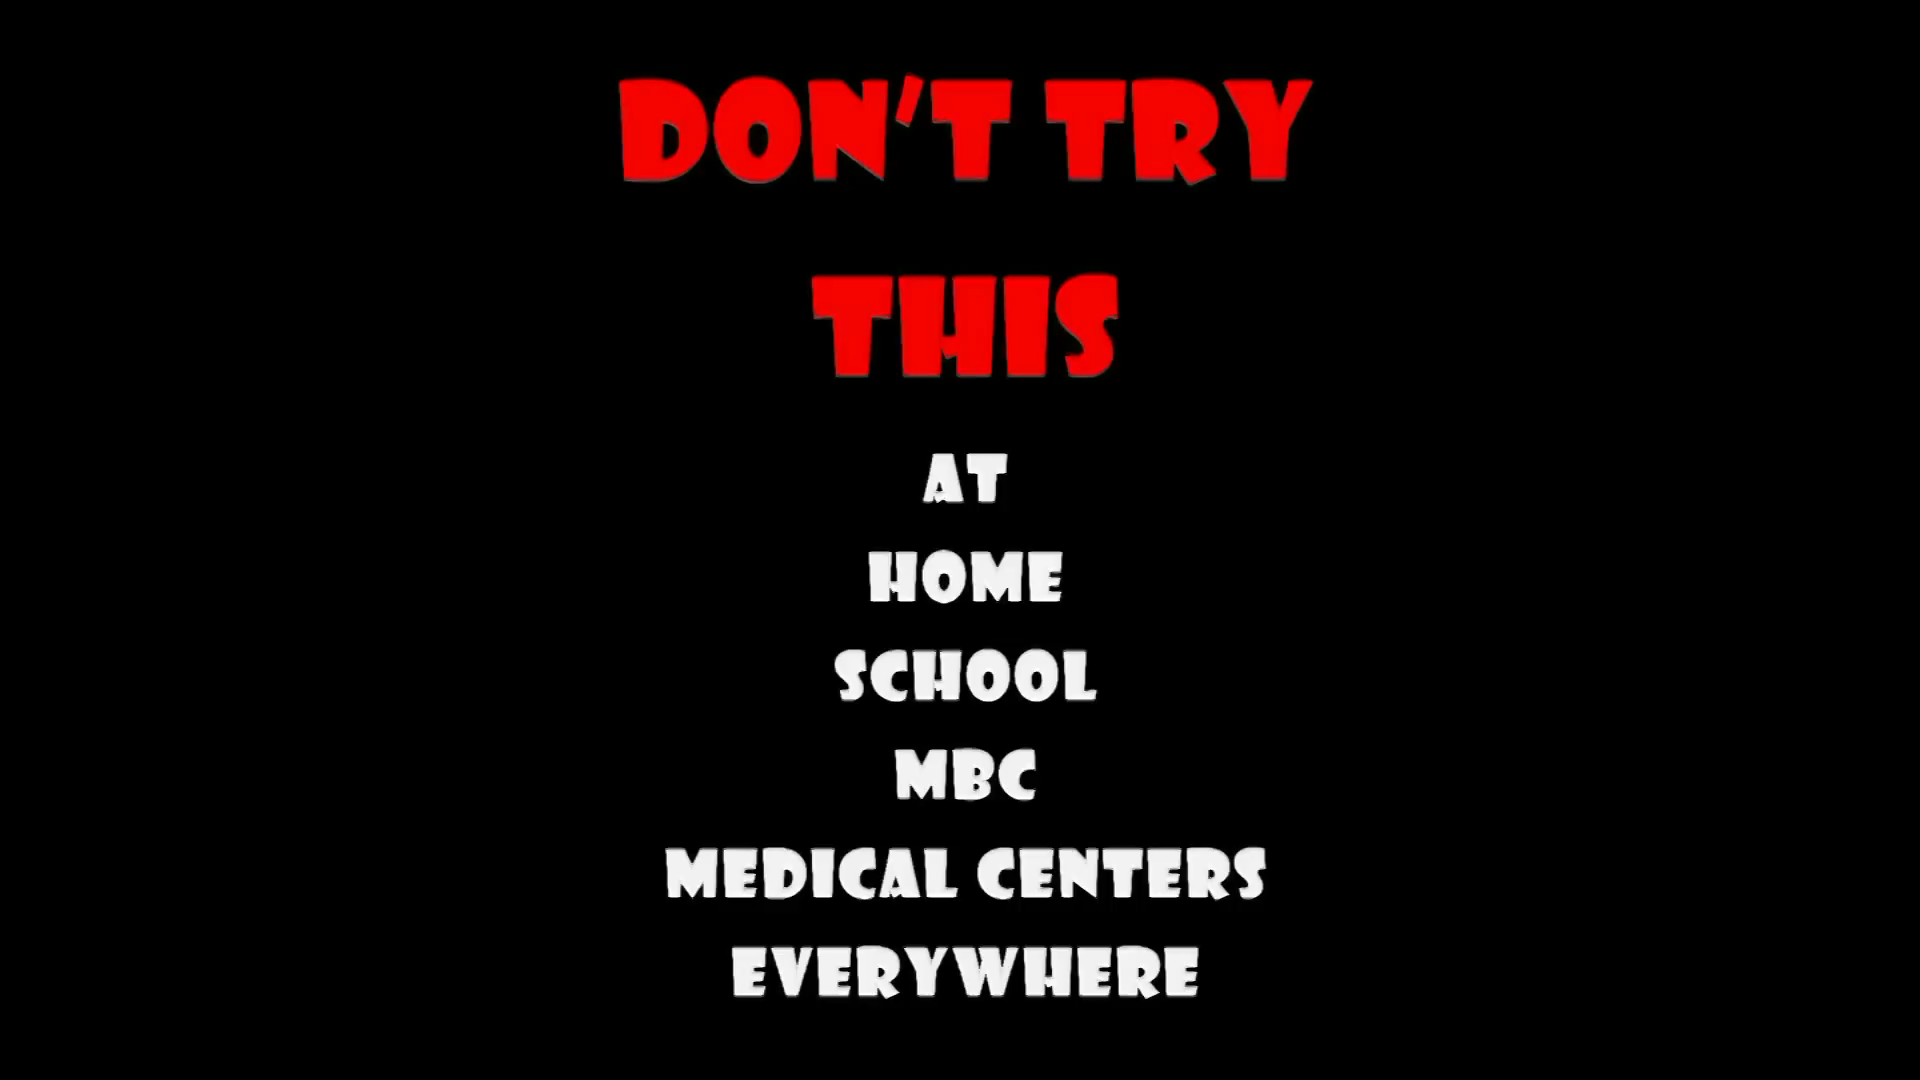 DON'T TRY
THIS
AT
HOME
SCHOOL
MBC
MEDICAL CENTERS
EVERYWHERE